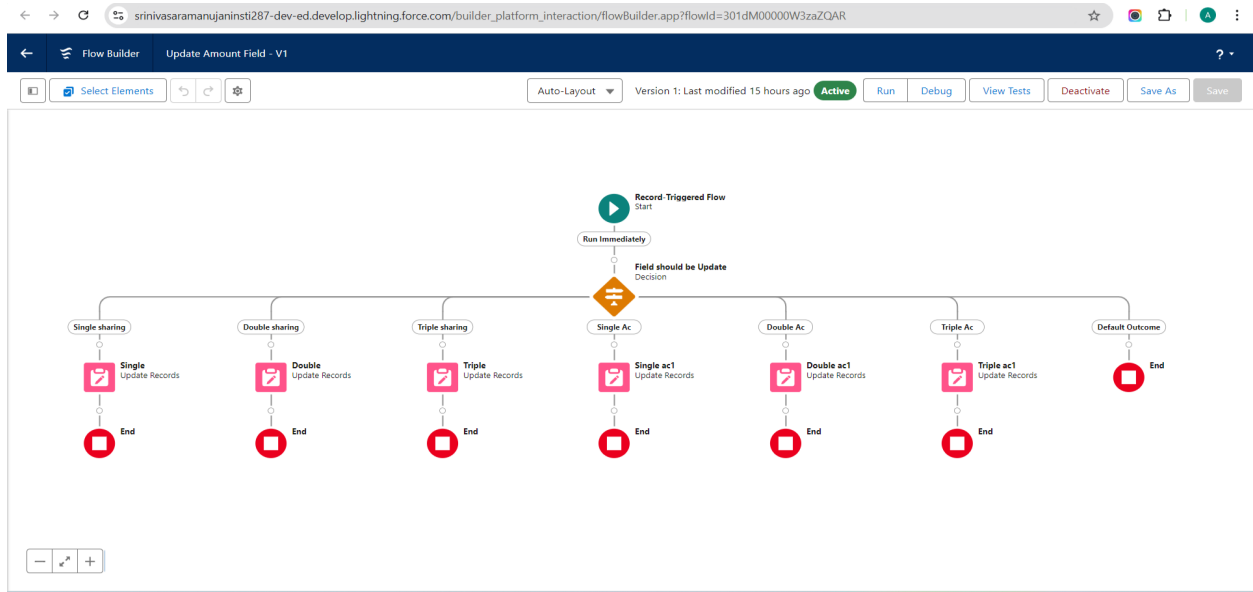 srinivasaramanujaninsti287-dev-ed.develop.lightning.force.com/builder_platform_interaction/flowBuilder.app?flowId=301dM00000W3zaZQAR
A
Flow Builder
Update Amount Field - V1
?
Select Elements
Auto-Layout
Version 1: Last modified 15 hours ago
Active
Run
Debug
View Tests
Deactivate
Save As
Save
Record-Triggered Flow
Start
Run Immediately
Field should be Update
Decision
Single sharing
Double sharing
Triple sharing
Single Ac
Double Ac
Triple Ac
Default Outcome
Single
Update Records
Double
Update Records
Triple
Update Records
Single ac1
Update Records
Double ac1
Update Records
Triple ac1
Update Records
End
End
End
End
End
End
End